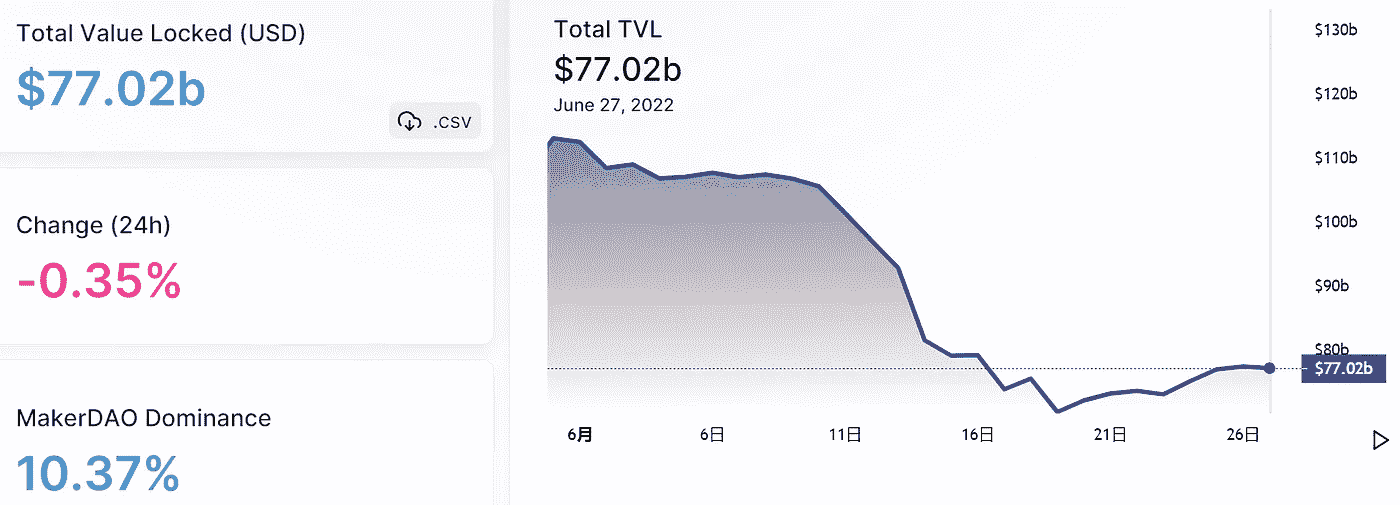 Total Value Locked (USD)
$77.02b
.csv
Change (24h)
-0.35%
MakerDAO Dominance
10.37%
Total TVL
$77.02b
June 27, 2022
$130b
$120b
$110b
$100b
$90b
$80b
$77.02b
6月
6日
11日
16日
21日
26日